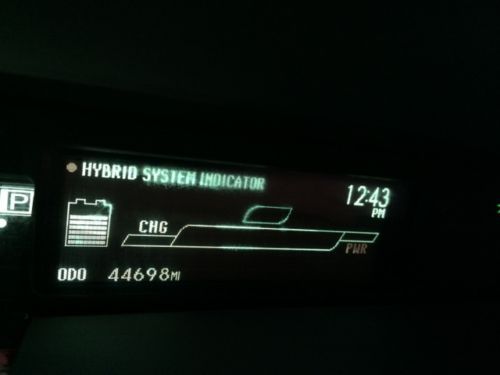 HYBRID SYSTEM INDICATOR
12:43
PM
P
CHG
PWR
ODO 44698MI